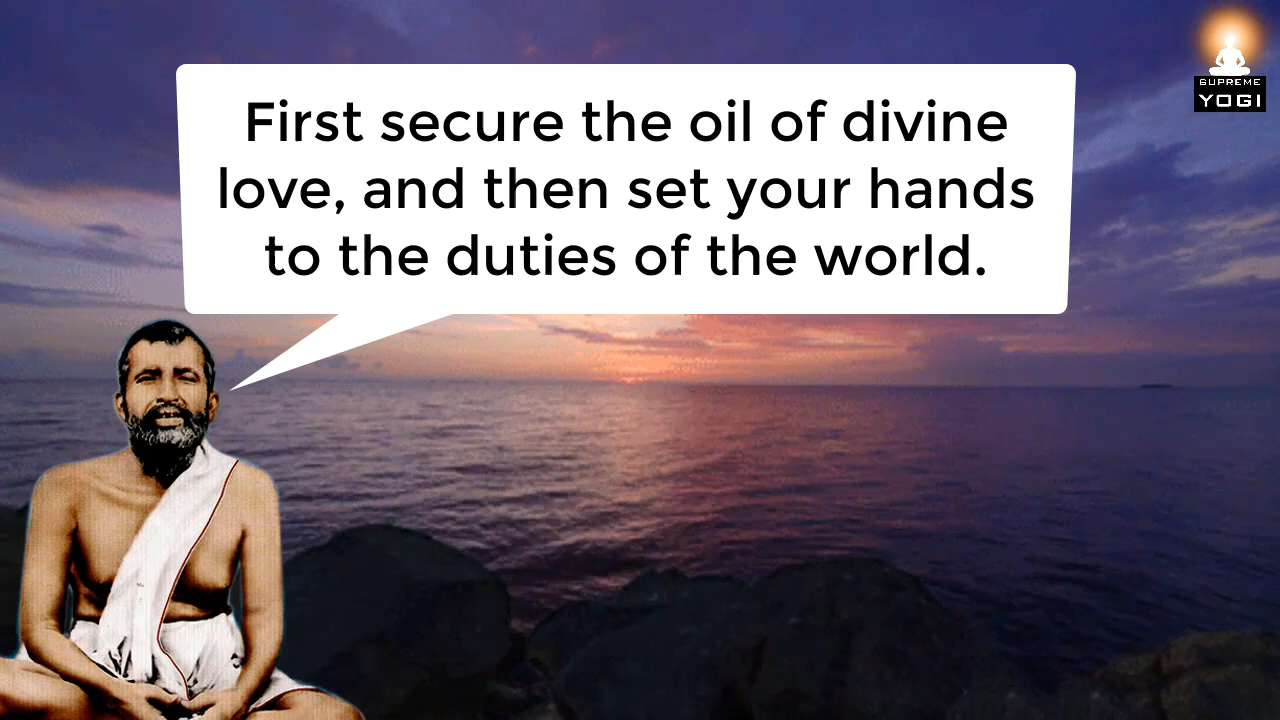 First secure the oil of divine
love, and then set your hands
to the duties of the world.
SUPREME
YOGI